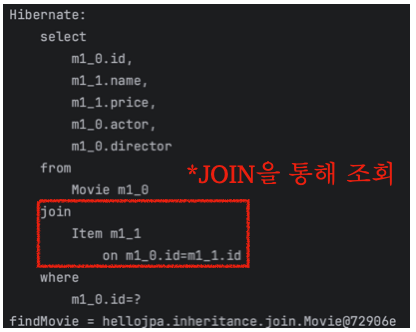 Hibernate:
select
m1_0.id,
m1_1.name,
m1_1.price,
m1_0.actor,
m1_0.director
from
Movie m1_0
*JOIN을 통해 조회
join
Item m1_1
on m1_0.id=m1_1.id
where
m1_0.id=?
findMovie = hellojpa.inheritance.join.Movie@72906e